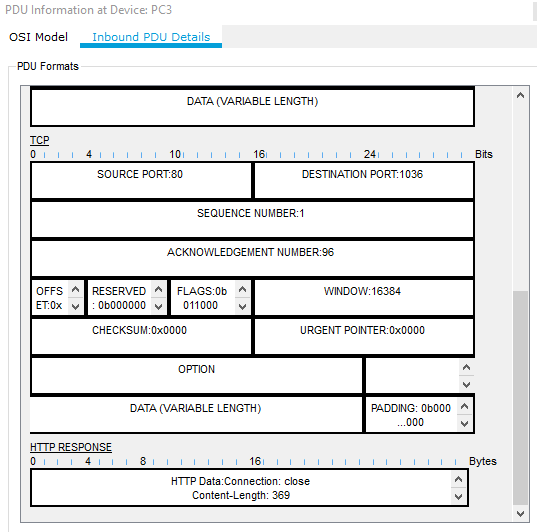 PDU Information at Device: PC3
OSI Model Inbound PDU Details
PDU Formats
DATA (VARIABLE LENGTH)
TCP
0 4 10 16 24 Bits
SOURCE PORT:80 DESTINATION PORT:1036
SEQUENCE NUMBER:1
ACKNOWLEDGEMENT NUMBER:96
OFFS
ET:0x
RESERVED
: 0b000000
FLAGS:0b
011000
WINDOW:16384
CHECKSUM:0x0000 URGENT POINTER:0x0000
OPTION
DATA (VARIABLE LENGTH)
PADDING: 0b000
...000
HTTP RESPONSE
0 4 8 16 Bytes
HTTP Data:Connection: close
Content-Length: 369